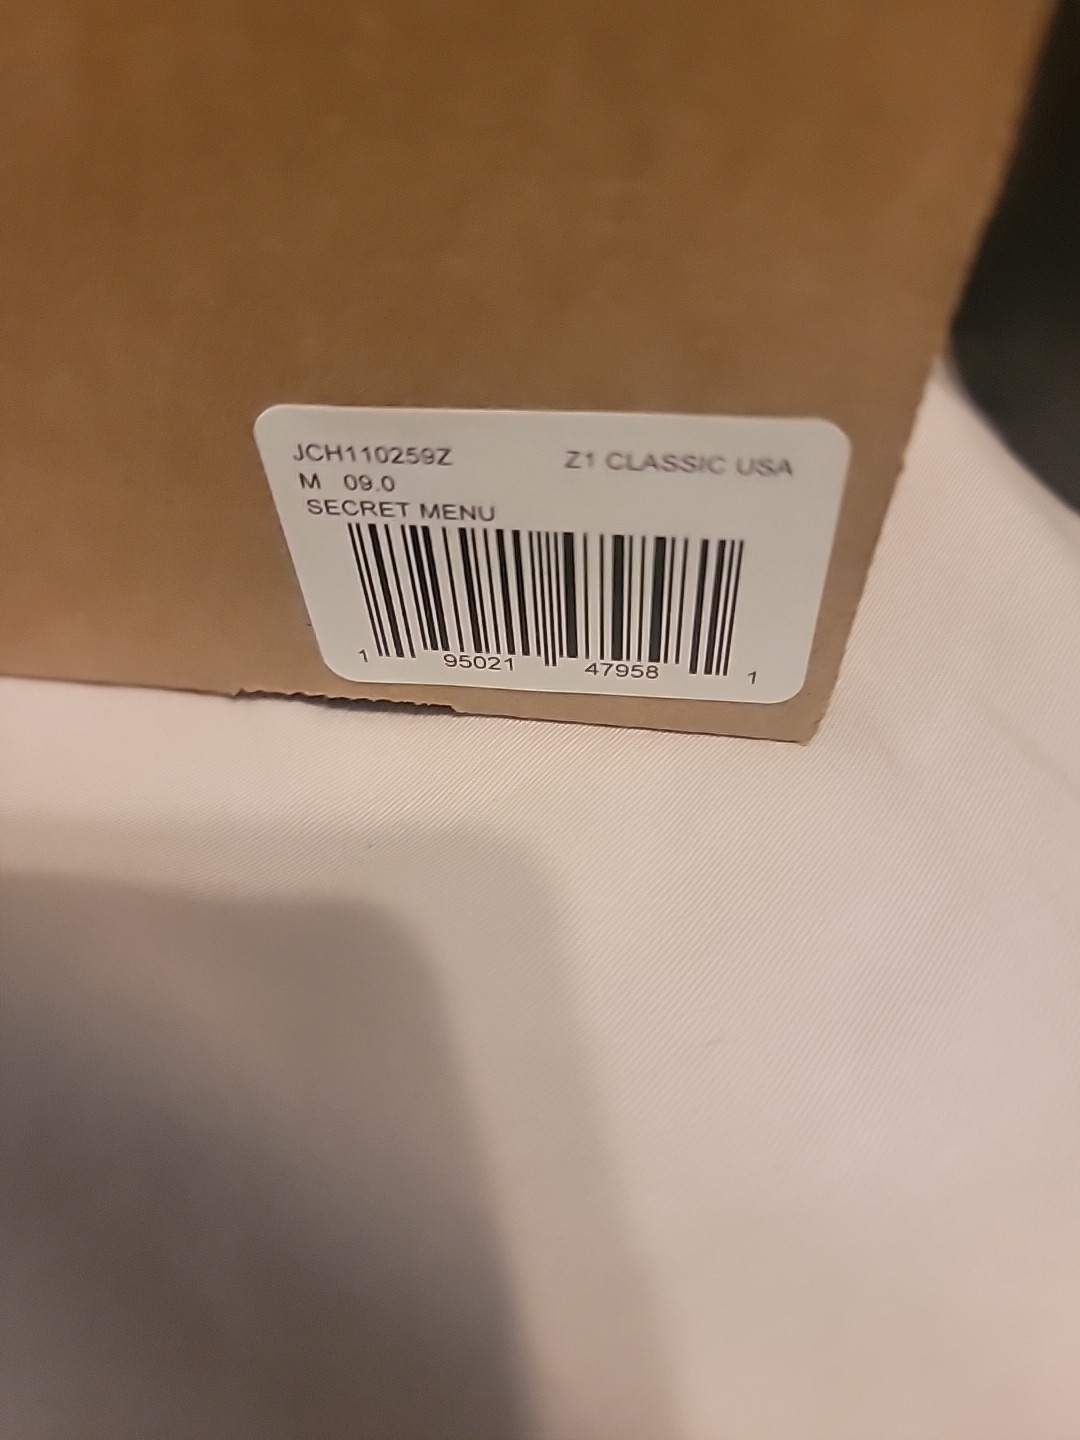 JCH110259Z Z1 CLASSIC USA
M 09.0
SECRET MENU
1 95021 47958 1